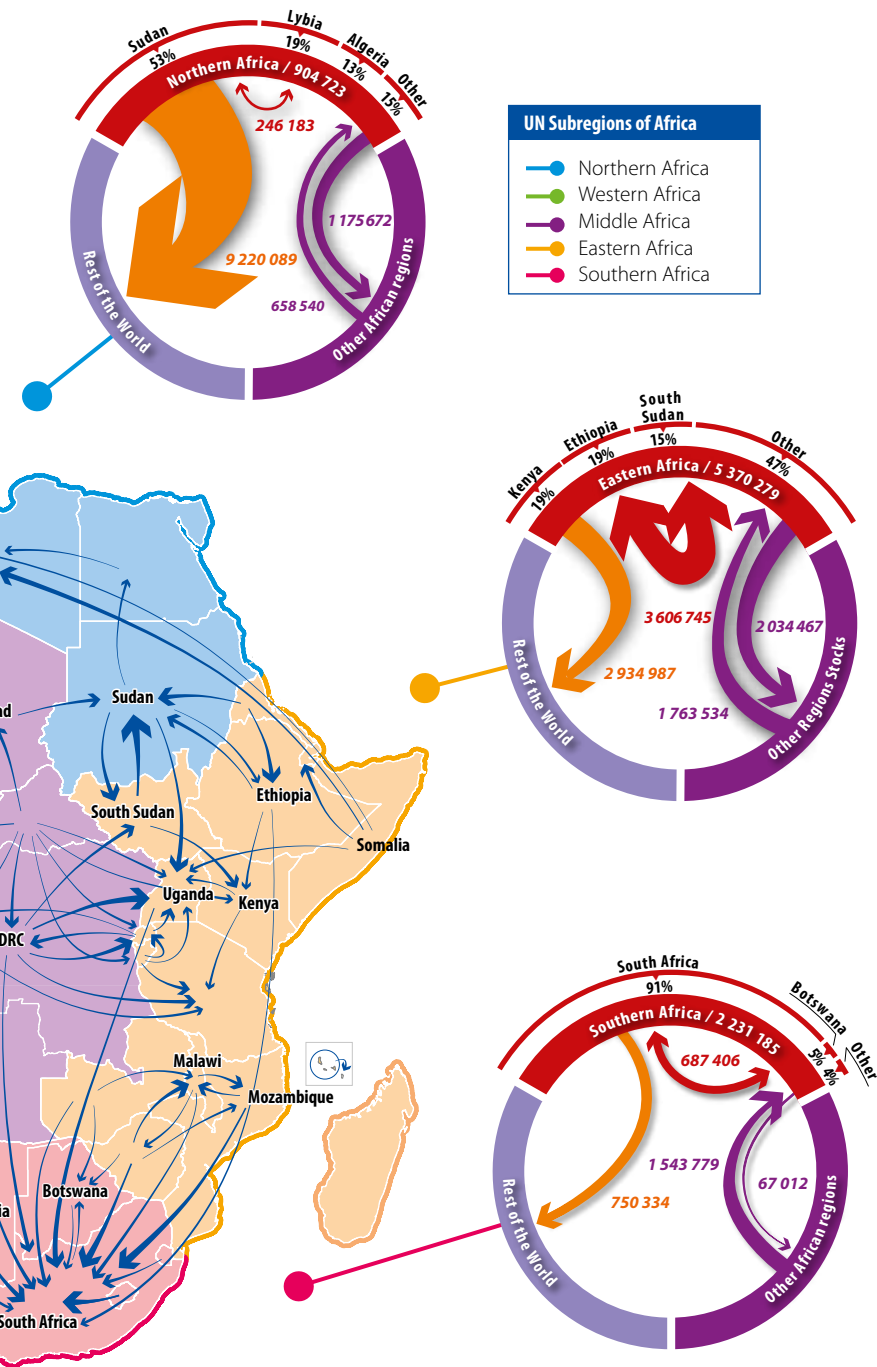 Sudan
53%
Lybia
19%
Algeria
13%
Other
15%
Northern Africa / 904 723
246 183
1 175672
9 220 089
658 540
Rest of the World
Other African regions
UN Subregions of Africa
Northern Africa
Western Africa
Middle Africa
Eastern Africa
Southern Africa
Kenya
19%
Ethiopia
19%
South
Sudan
15%
Other
47%
Eastern Africa / 5 370 279
3 606 745
2 034 467
2 934 987
1 763 534
Rest of the World
Other Regions Stocks
Sudan
South Sudan
Ethiopia
Somalia
Uganda
Kenya
DRC
Malawi
Mozambique
Botswana
South Africa
South Africa
91%
Botswana
5%
Other
4%
Southern Africa / 2 231 185
687 406
1 543 779
67 012
750 334
Rest of the World
Other African regions